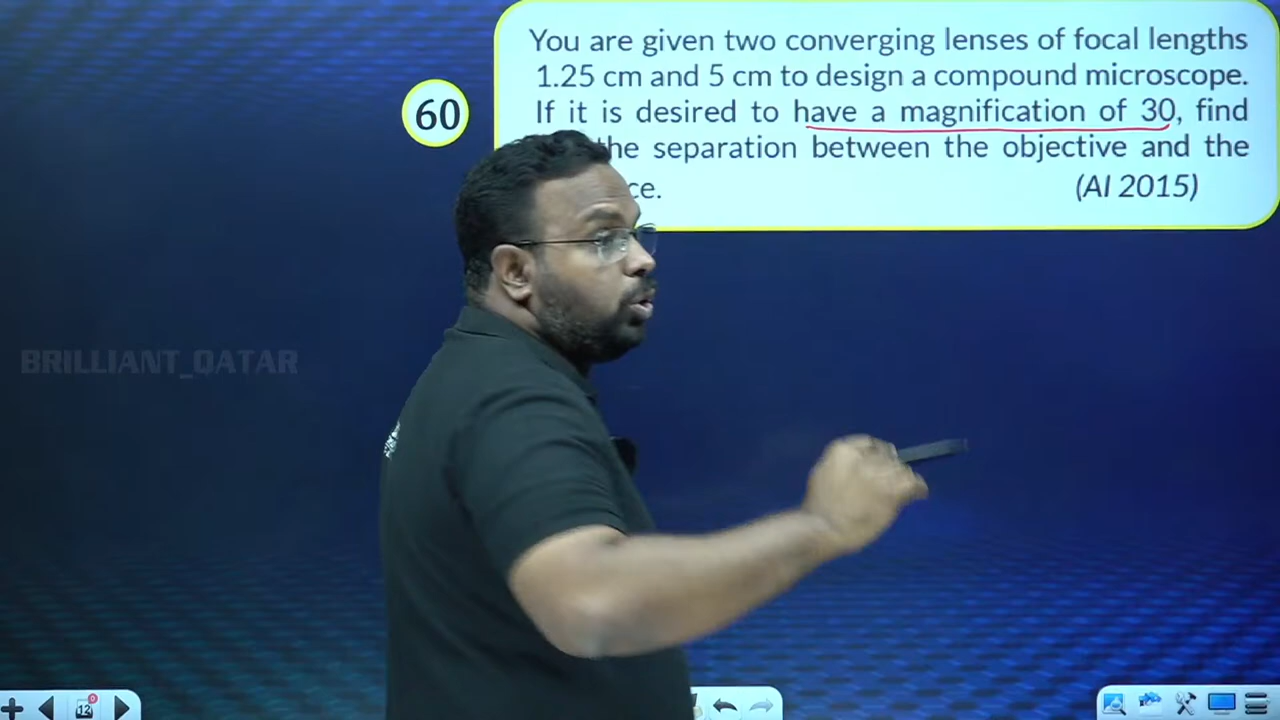 You are given two converging lenses of focal lengths
1.25 cm and 5 cm to design a compound microscope.
60
If it is desired to have a magnification of 30, find
the separation between the objective and the
(AI 2015)
BRILLIANT_QATAR
12